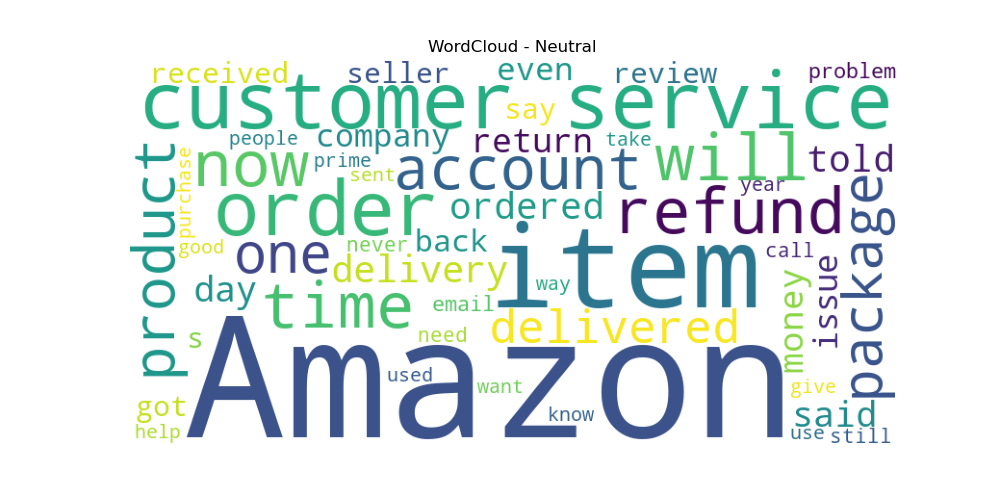 WordCloud - Neutral
received seller even review problem
customer service
say
people company return take
now prime account will told
sent year
product purchase order ordered refund package
good one never back item call
delivery
day time email way money issue
s need delivered
Amazon
used want give
got know said
help use still